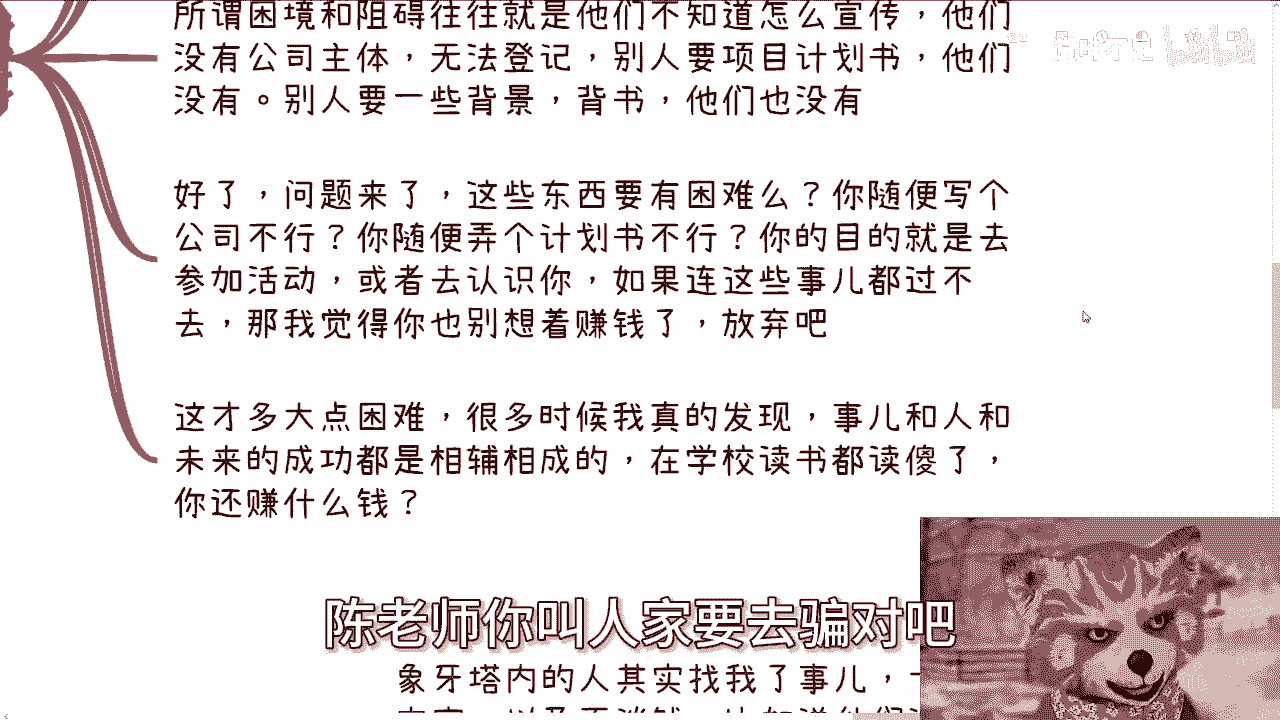 所谓困境和阻碍往往就是他们不知道怎么宣传，他们
没有公司主体，无法登记，别人要项目计划书，他们
没有。别人要一些背景，背书，他们也没有
好了，问题来了，这些东西要有困难么？你随便写个
公司不行？你随便弄个计划书不行？你的目的就是去
参加活动，或者去认识你，如果连这些事儿都过不
去，那我觉得你也别想着赚钱了，放弃吧
这才多大点困难，很多时候我真的发现，事儿和人和
未来的成功都是相辅相成的，在学校读书都读傻了，
你还赚什么钱？
陈老师你叫人家要去骗对吧
象牙塔内的人其实找我了事儿，